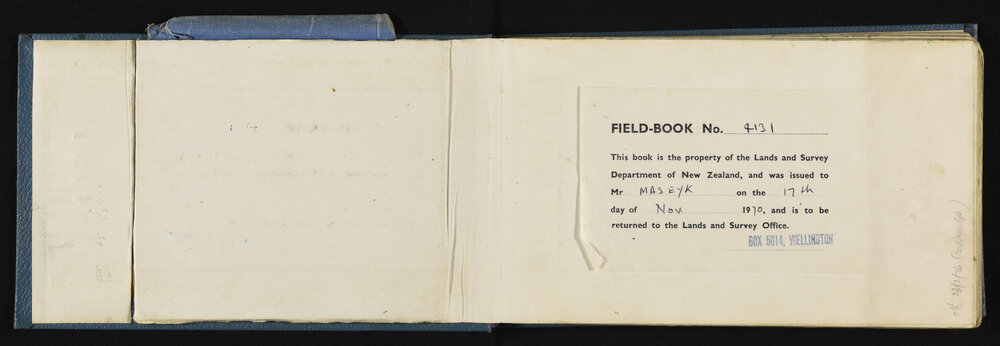 FIELD-BOOK No. 4131
This book is the property of the Lands and Survey
Department of New Zealand, and was issued to
Mr MASEYK on the 17th
day of Nov 1970, and is to be
returned to the Lands and Survey Office.
BOX 5014, WELLINGTON